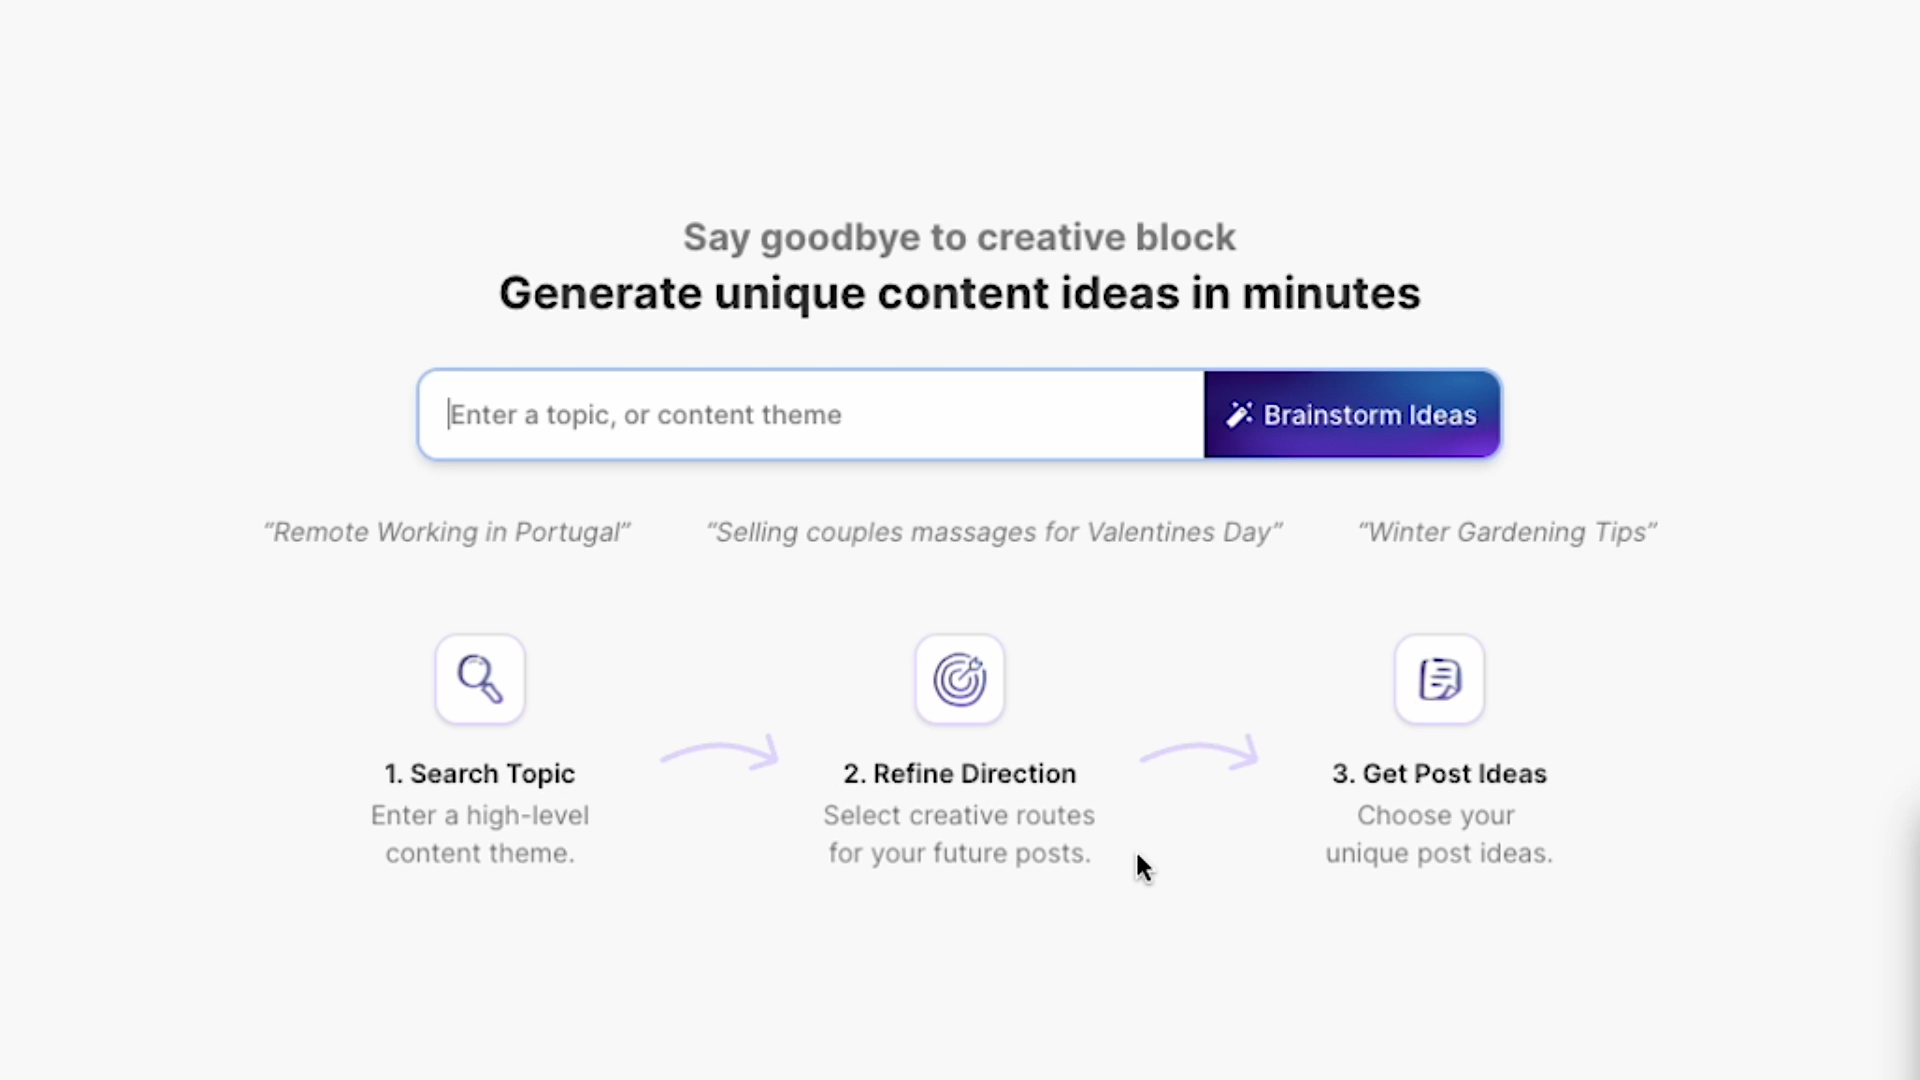 Say goodbye to creative block
Generate unique content ideas in minutes
Enter a topic, or content theme
Brainstorm Ideas
“Remote Working in Portugal”
“Selling couples massages for Valentines Day”
“Winter Gardening Tips”
1. Search Topic
Enter a high-level
content theme.
2. Refine Direction
Select creative routes
for your future posts.
3. Get Post Ideas
Choose your
unique post ideas.